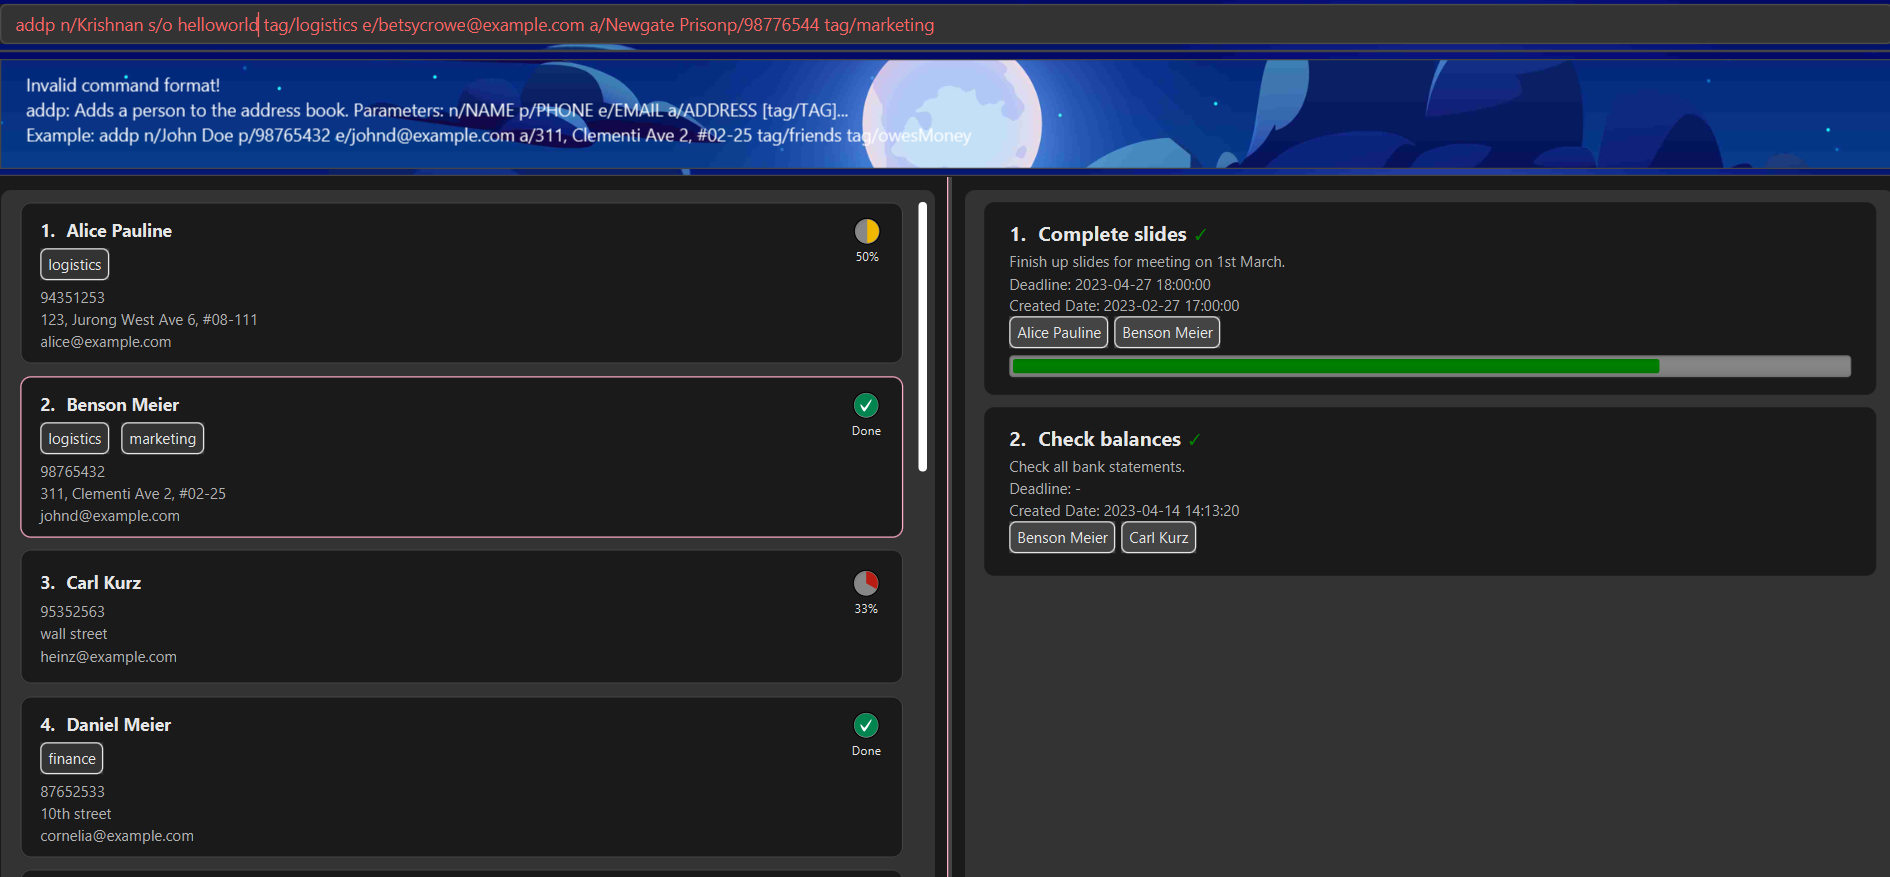 addp n/Krishnan s/o helloworld tag/logistics e/betsycrowe@example.com a/Newgate Prisonp/98776544 tag/marketing
Invalid command format!
addp: Adds a person to the address book. Parameters: n/NAME p/PHONE e/EMAIL a/ADDRESS [tag/TAG]...
Example: addp n/John Doe p/98765432 e/johnd@example.com a/311, Clementi Ave 2, #02-25 tag/friends tag/owesMoney
1. Alice Pauline
50%
logistics
94351253
123, Jurong West Ave 6, #08-111
alice@example.com
2. Benson Meier
Done
logistics marketing
98765432
311, Clementi Ave 2, #02-25
johnd@example.com
3. Carl Kurz
33%
95352563
wall street
heinz@example.com
4. Daniel Meier
Done
finance
87652533
10th street
cornelia@example.com
1. Complete slides ✓
Finish up slides for meeting on 1st March.
Deadline: 2023-04-27 18:00:00
Created Date: 2023-02-27 17:00:00
Alice Pauline Benson Meier
2. Check balances ✓
Check all bank statements.
Deadline: -
Created Date: 2023-04-14 14:13:20
Benson Meier Carl Kurz